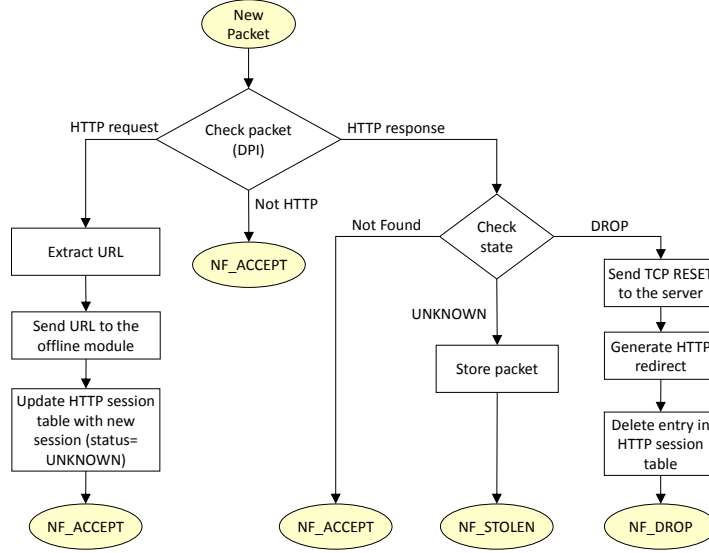 New
Packet
HTTP request
Check packet
(DPI)
HTTP response
Not HTTP
NF_ACCEPT
Extract URL
Send URL to the
offline module
Update HTTP session
table with new
session (status=
UNKNOWN)
NF_ACCEPT
Not Found
Check
state
DROP
UNKNOWN
NF_ACCEPT
Store packet
NF_STOLEN
Send TCP RESET
to the server
Generate HTTP
redirect
Delete entry in
HTTP session
table
NF_DROP